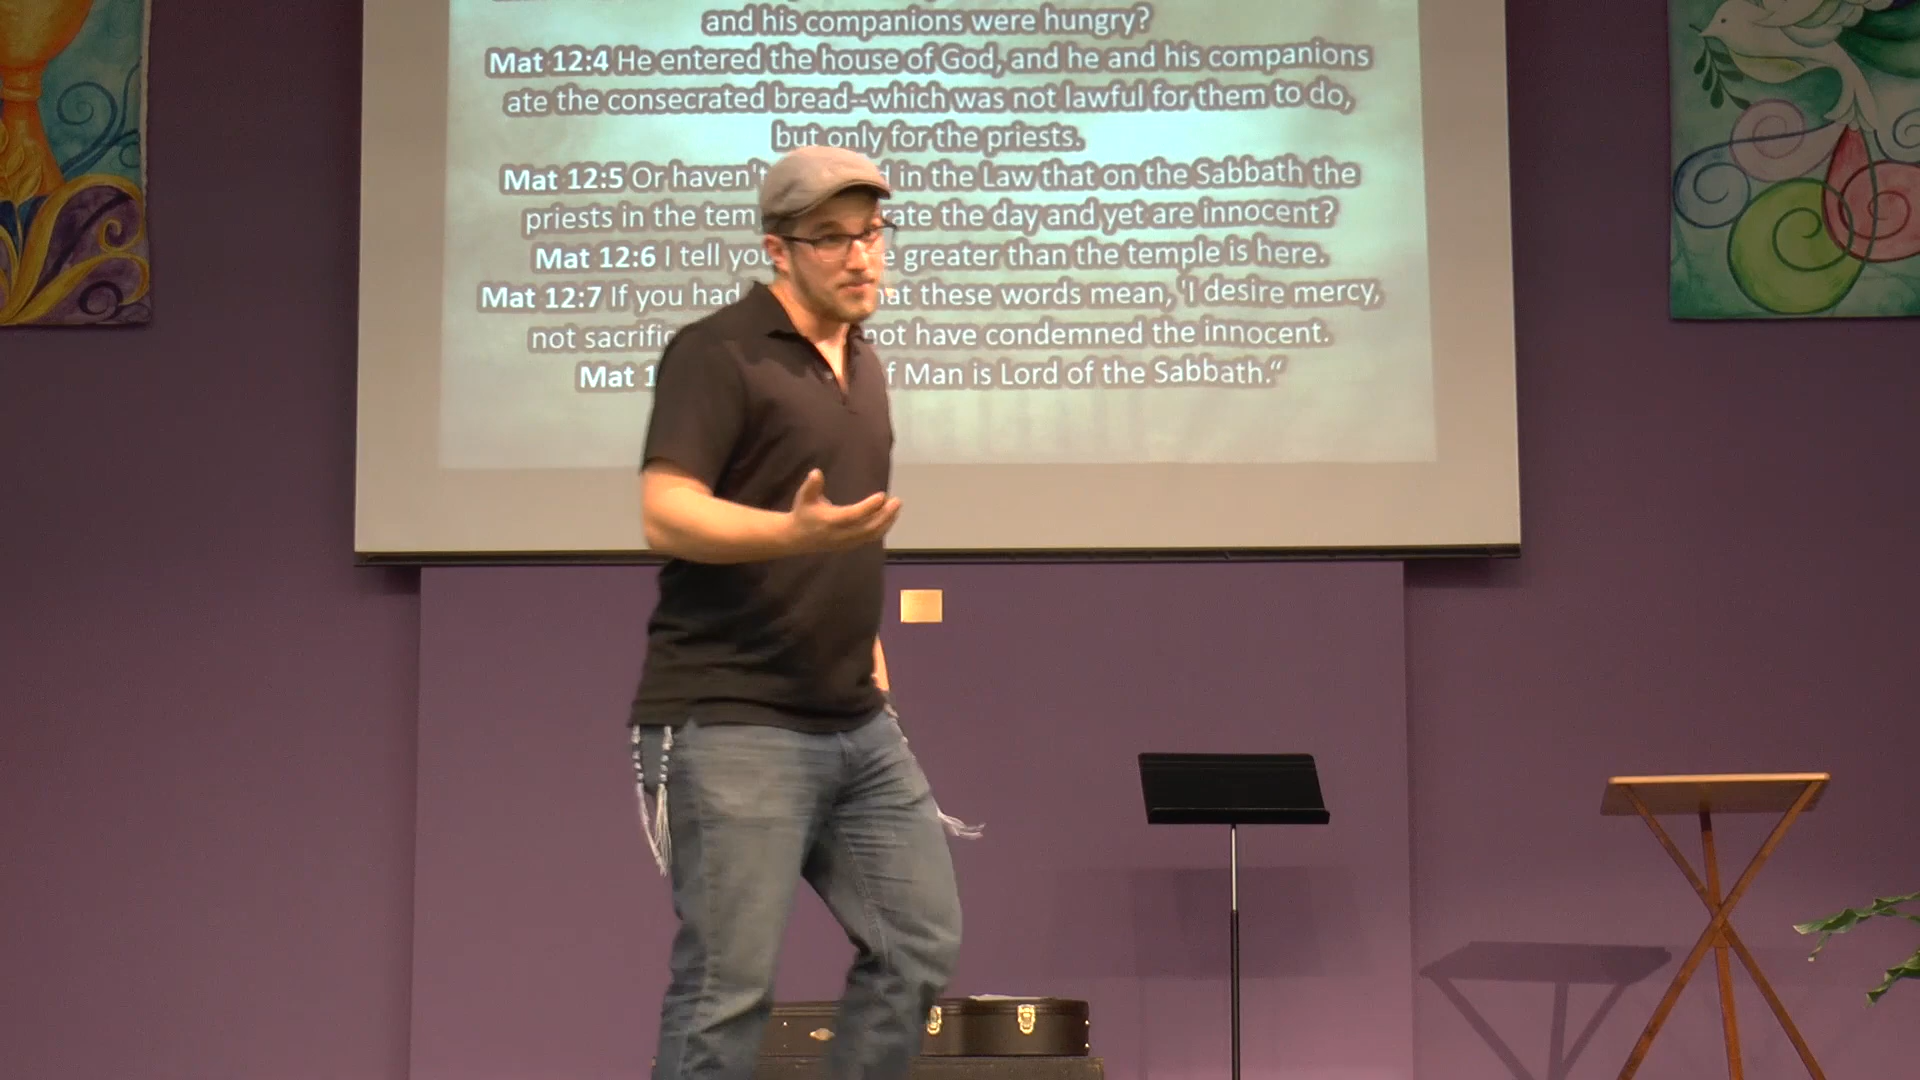 and his companions were hungry?
Mat 12:4 He entered the house of God, and he and his companions
ate the consecrated bread--which was not lawful for them to do,
but only for the priests.
Mat 12:5 Or haven't in the Law that on the Sabbath the
priests in the tem rate the day and yet are innocent?
Mat 12:6 I tell you greater than the temple is here.
Mat 12:7 If you had hat these words mean, 'I desire mercy,
not sacrific not have condemned the innocent.
Mat 1 f Man is Lord of the Sabbath.“